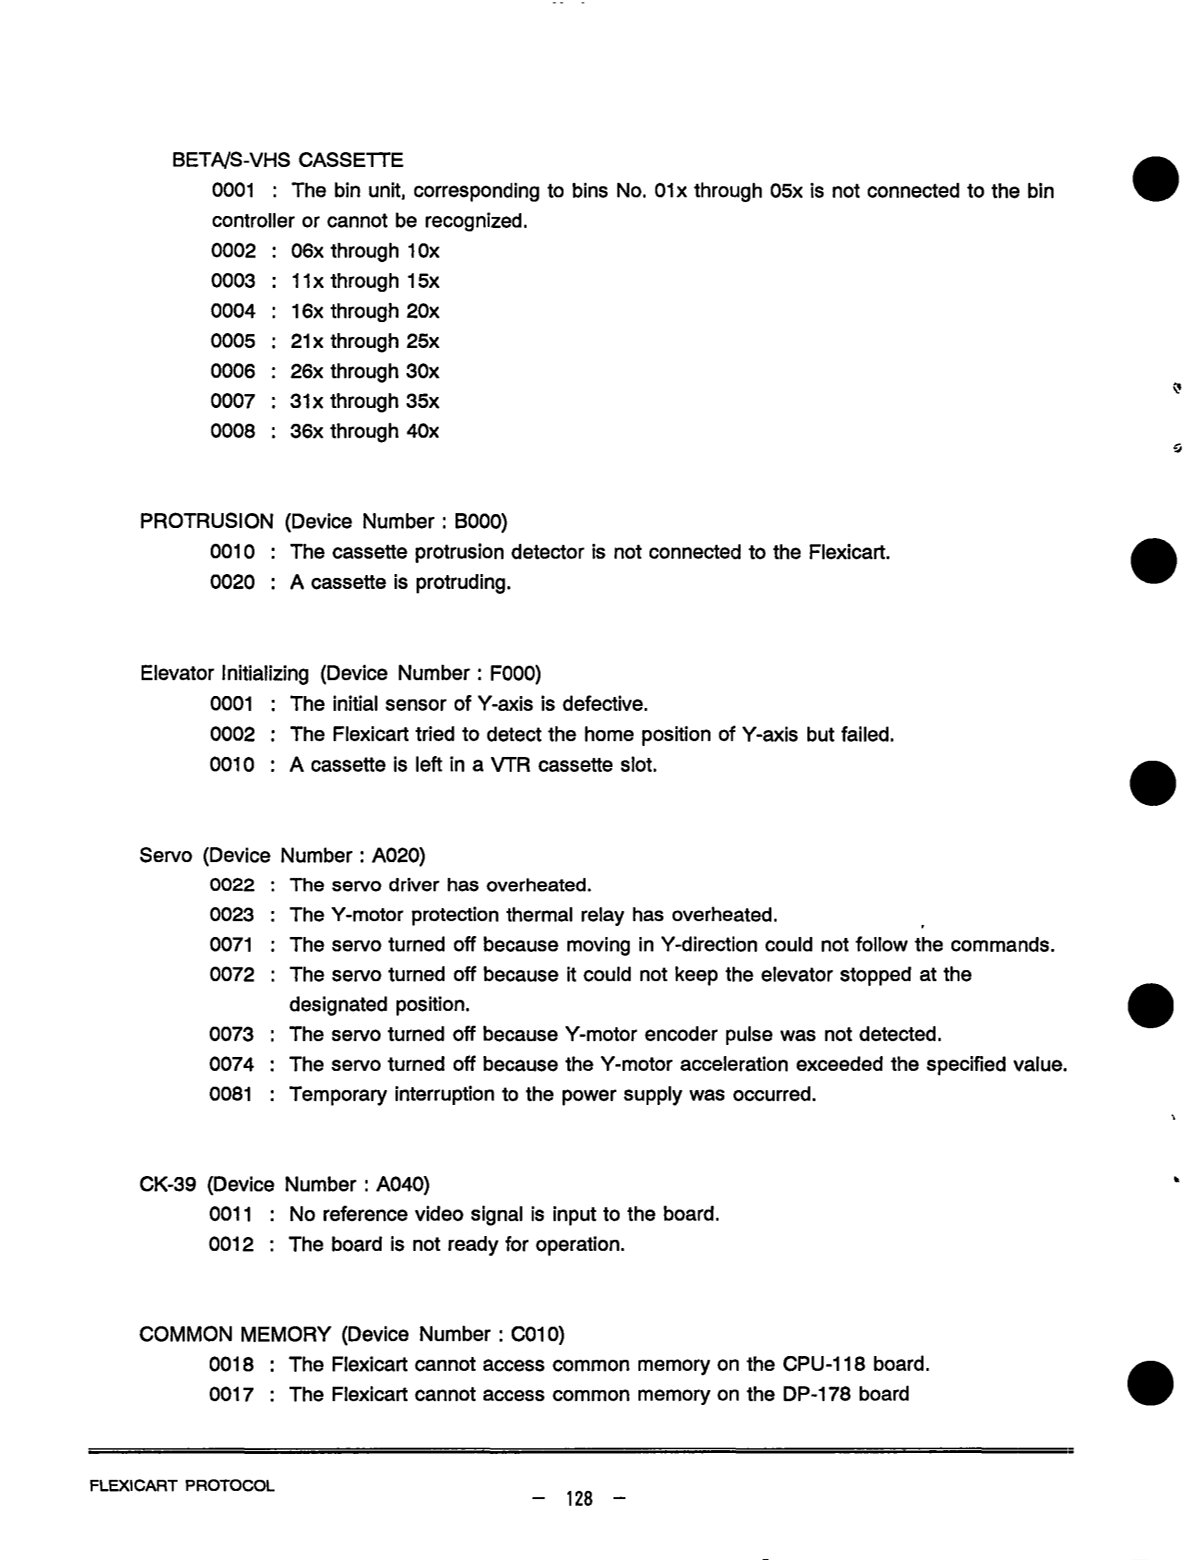 BETA/S-VHS CASSETTE
0001 : The bin unit, corresponding to bins No. 01x through 05x is not connected to the bin
controller or cannot be recognized.
0002 : 06x through 10x
0003 : 11x through 15x
0004 : 16x through 20x
0005 : 21x through 25x
0006 : 26x through 30x
0007 : 31x through 35x
0008 : 36x through 40x
PROTRUSION (Device Number : B000)
0010 : The cassette protrusion detector is not connected to the Flexicart.
0020 : A cassette is protruding.
Elevator Initializing (Device Number : F000)
0001 : The initial sensor of Y-axis is defective.
0002 : The Flexicart tried to detect the home position of Y-axis but failed.
0010 : A cassette is left in a VTR cassette slot.
Servo (Device Number : A020)
0022 : The servo driver has overheated.
0023 : The Y-motor protection thermal relay has overheated.
0071 : The servo turned off because moving in Y-direction could not follow the commands.
0072 : The servo turned off because it could not keep the elevator stopped at the
designated position.
0073 : The servo turned off because Y-motor encoder pulse was not detected.
0074 : The servo turned off because the Y-motor acceleration exceeded the specified value.
0081 : Temporary interruption to the power supply was occurred.
CK-39 (Device Number : A040)
0011 : No reference video signal is input to the board.
0012 : The board is not ready for operation.
COMMON MEMORY (Device Number : C010)
0018 : The Flexicart cannot access common memory on the CPU-118 board.
0017 : The Flexicart cannot access common memory on the DP-178 board
FLEXICART PROTOCOL
– 128 –